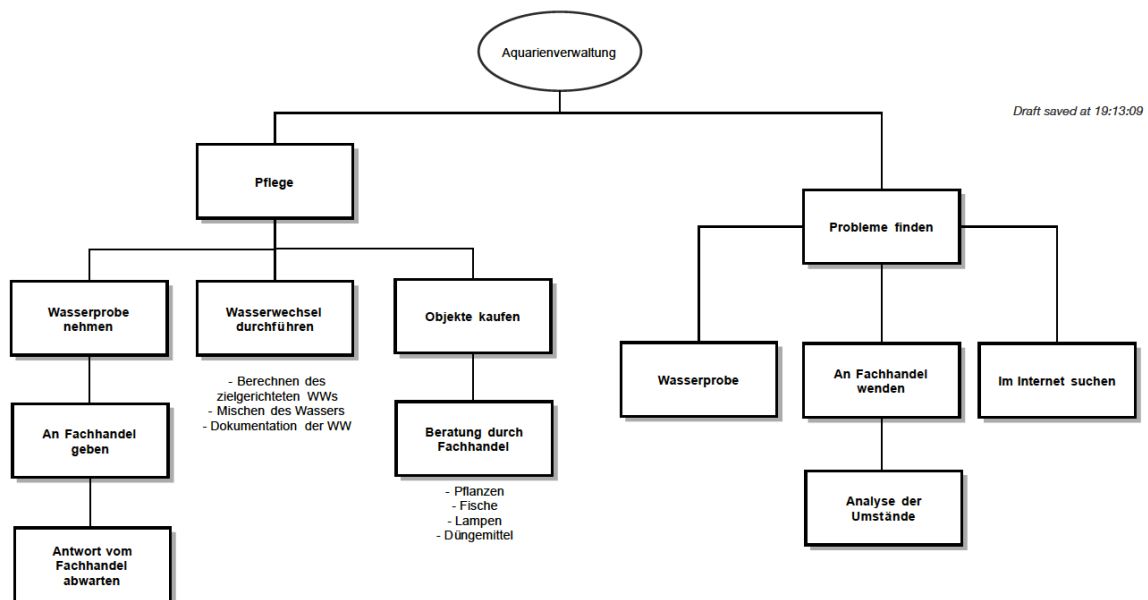 Aquarienverwaltung
Draft saved at 19:13:09
Pflege
Probleme finden
Wasserprobe
nehmen
Wasserwechsel
durchführen
Objekte kaufen
Wasserprobe
An Fachhandel
wenden
Im Internet suchen
- Berechnen des
zielgerichteten WWs
- Mischen des Wassers
- Dokumentation der WW
An Fachhandel
geben
Beratung durch
Fachhandel
- Pflanzen
- Fische
- Lampen
- Düngemittel
Analyse der
Umstände
Antwort vom
Fachhandel
abwarten